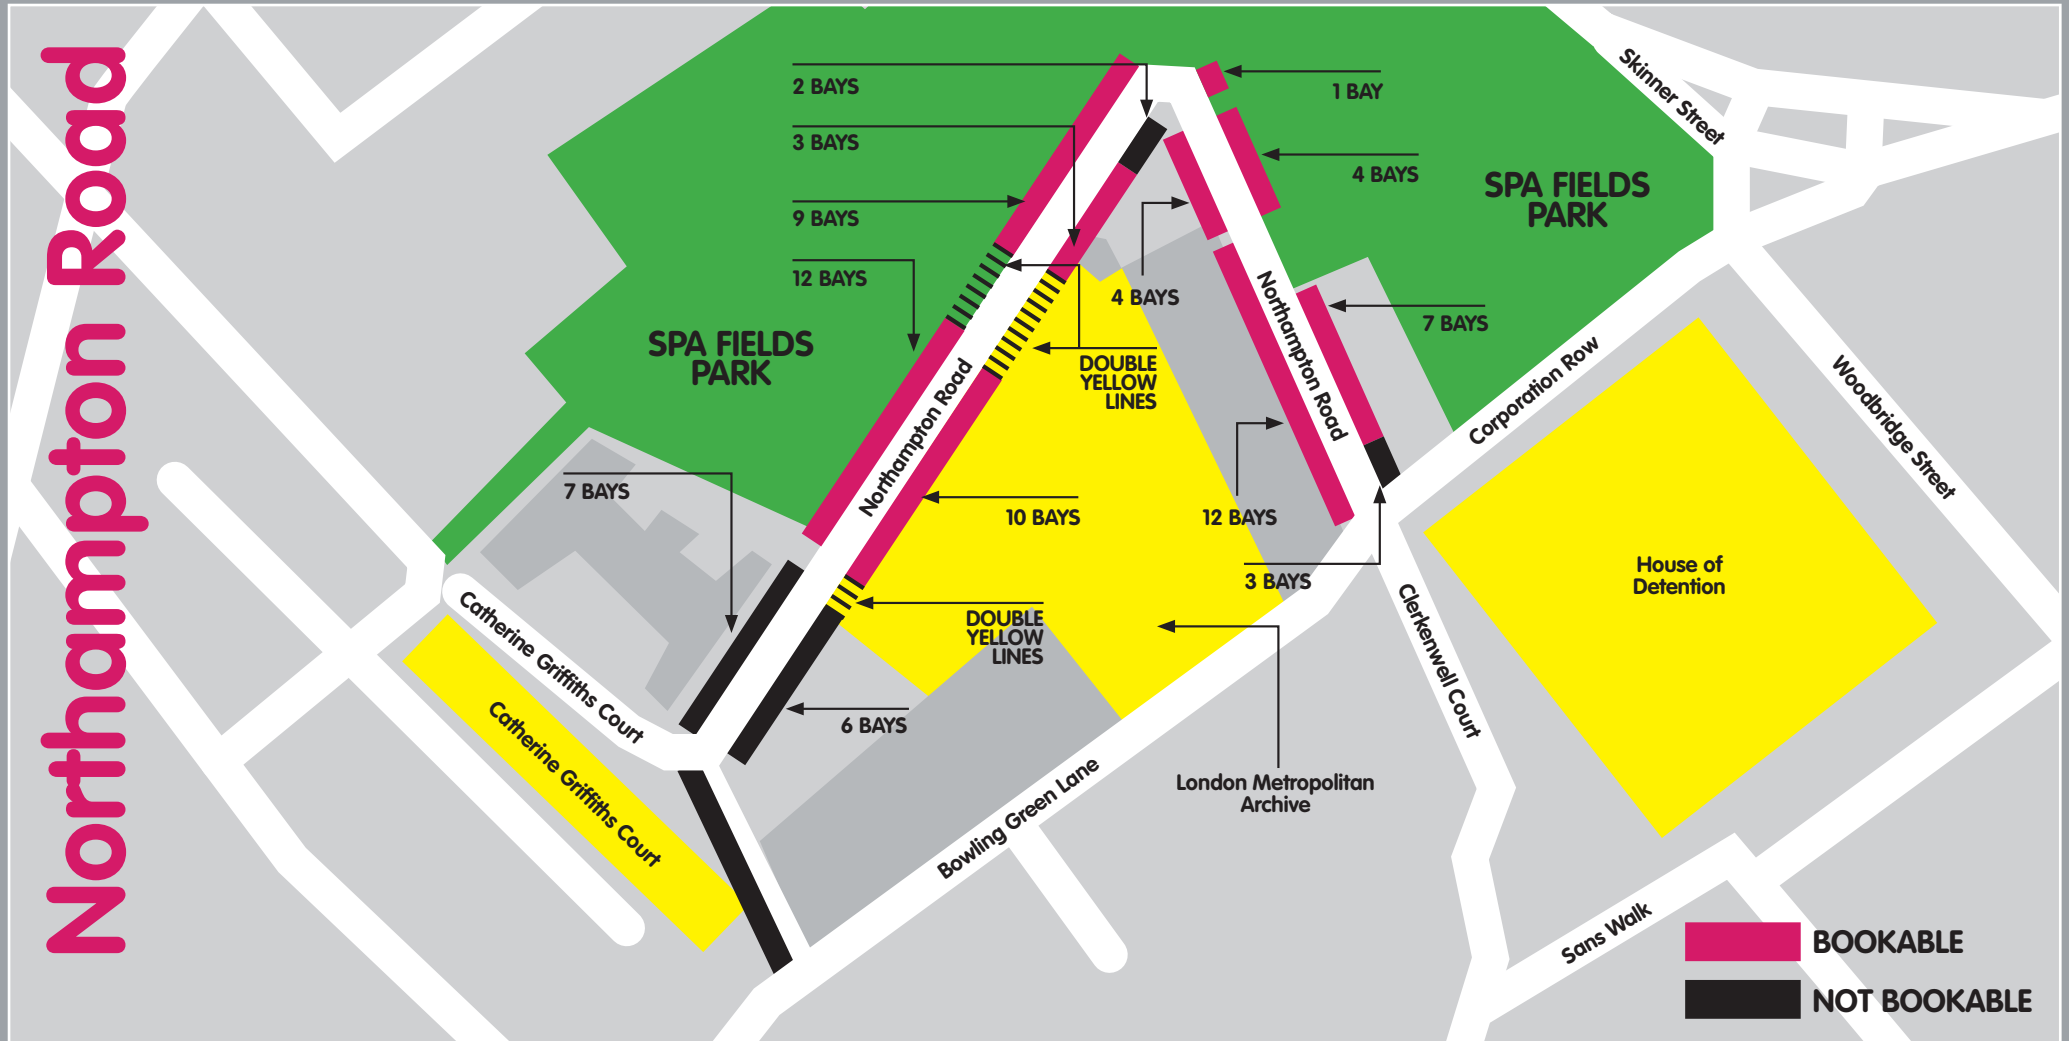 Northampton Road
2 BAYS
3 BAYS
9 BAYS
12 BAYS
SPA FIELDS
PARK
7 BAYS
1 BAY
4 BAYS
SPA FIELDS
PARK
Skinner Street
4 BAYS
7 BAYS
Northampton Road
Northampton Road
DOUBLE
YELLOW
LINES
10 BAYS
12 BAYS
3 BAYS
Corporation Row
Woodbridge Street
House of
Detention
DOUBLE
YELLOW
LINES
6 BAYS
Catherine Griffiths Court
Catherine Griffiths Court
Clerkenwell Court
London Metropolitan
Archive
Bowling Green Lane
Sans Walk
BOOKABLE
NOT BOOKABLE